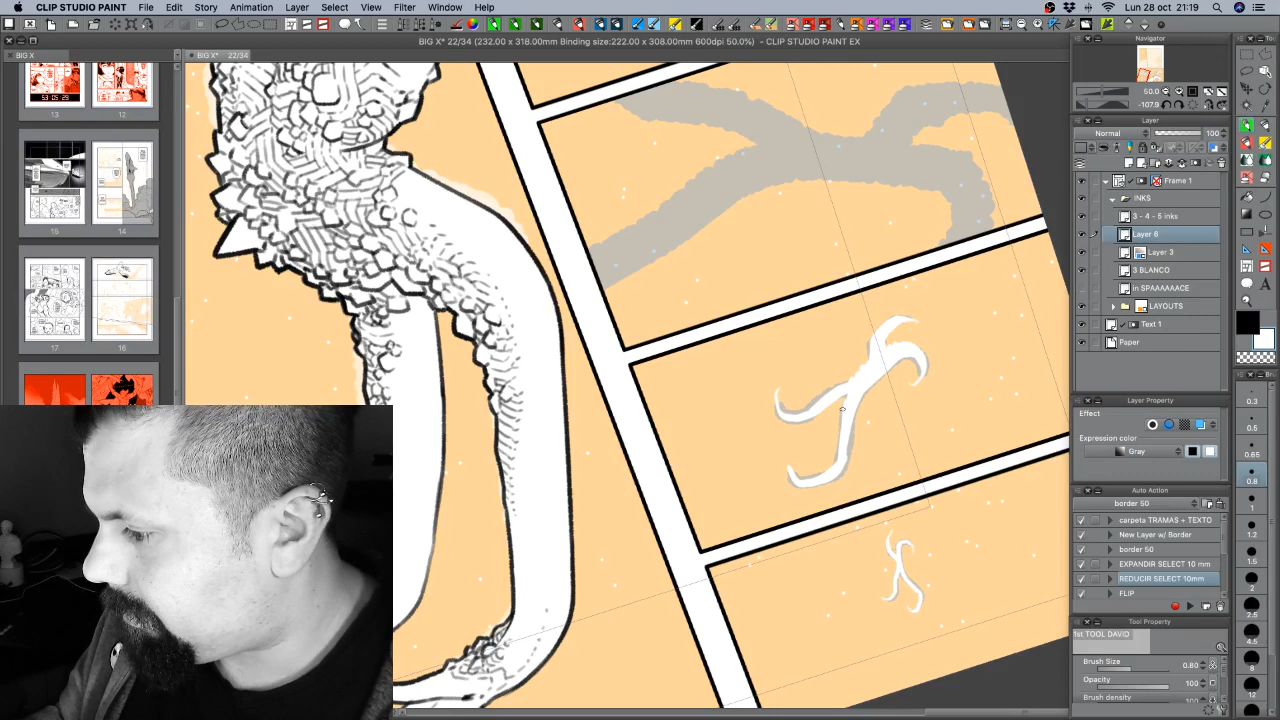 CLIP STUDIO PAINT File Edit Story Animation Layer Select View Filter Window Help Lun 28 oct 21:19
BIG X* 22/34 (232.00 x 318.00mm Binding size:222.00 x 308.00mm 600dpi 50.0%) - CLIP STUDIO PAINT EX
BIG X
BIG X* 22/34
13 12
15 14
17 16
Navigator
50.0
-107.9
Layer
Normal 100
Frame 1
INKS
3 - 4 - 5 inks
Layer 6
Layer 3
3 BLANCO
in SPAAAAACE
LAYOUTS
Text 1
Paper
Layer Property
Effect
Expression color
Gray
Auto Action
border 50
carpeta TRAMAS + TEXTO
New Layer w/ Border
border 50
EXPANDIR SELECT 10 mm
REDUCIR SELECT 10mm
FLIP
Tool Property
1st TOOL DAVID
Brush Size 0.80
Opacity 100
Brush density 100
To
Br
0.3
0.5
0.65
0.8
1
1.2
1.5
2
4.5
8
10